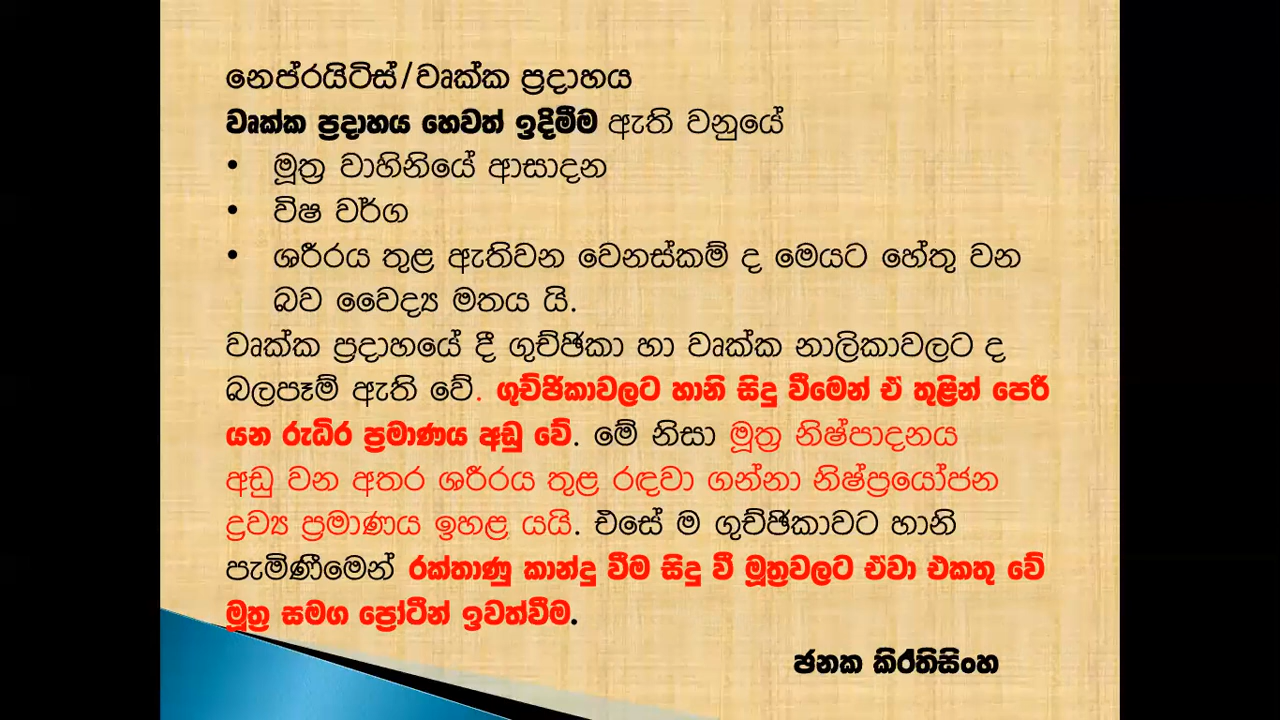 නෙප්රයිටිස්/වෘක්ක ප්‍රදාහය
වෘක්ක ප්‍රදාහය හෙවත් ඉදිමීම ඇති වනුයේ
• මූත්‍ර වාහිනියේ ආසාදන
• විෂ වර්ග
• ශරීරය තුළ ඇතිවන වෙනස්කම් ද මෙයට හේතු වන
බව වෛද්‍ය මතය යි.
වෘක්ක ප්‍රදාහයේ දී ගුච්ඡිකා හා වෘක්ක නාලිකාවලට ද
බලපෑම් ඇති වේ. ගුච්ඡිකාවලට හානි සිදු වීමෙන් ඒ තුළින් පෙරී
යන රුධිර ප්‍රමාණය අඩු වේ. මේ නිසා මූත්‍ර නිෂ්පාදනය
අඩු වන අතර ශරීරය තුළ රඳවා ගන්නා නිෂ්ප්‍රයෝජන
ද්‍රව්‍ය ප්‍රමාණය ඉහළ යයි. එසේ ම ගුච්ඡිකාවට හානි
පැමිණීමෙන් රක්තාණු කාන්දු වීම සිදු වී මූත්‍රවලට ඒවා එකතු වේ
මූත්‍ර සමග ප්‍රෝටීන් ඉවත්වීම.
ජනක කිර්තිසිංහ